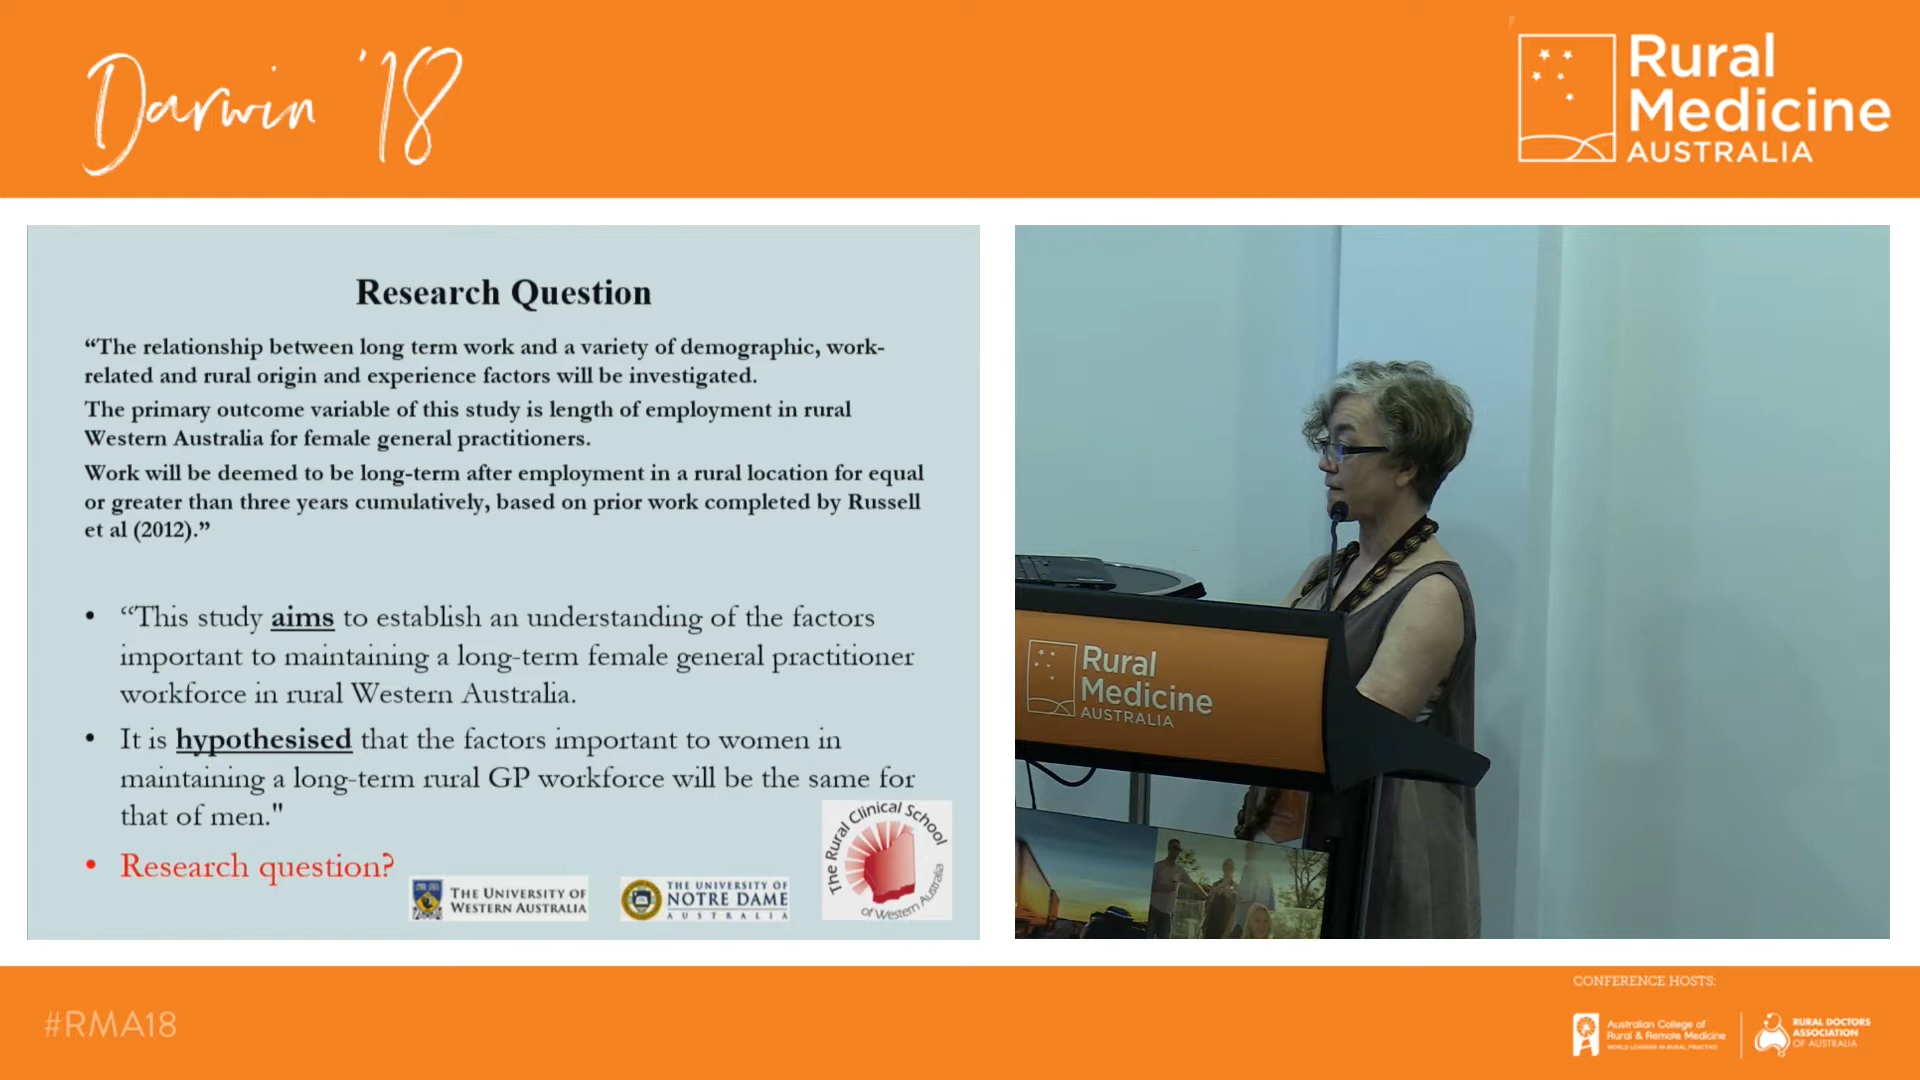 Darwin '18
Rural
Medicine
AUSTRALIA
Research Question
“The relationship between long term work and a variety of demographic, work-
related and rural origin and experience factors will be investigated.
The primary outcome variable of this study is length of employment in rural
Western Australia for female general practitioners.
Work will be deemed to be long-term after employment in a rural location for equal
or greater than three years cumulatively, based on prior work completed by Russell
et al (2012).”
• “This study aims to establish an understanding of the factors
important to maintaining a long-term female general practitioner
workforce in rural Western Australia.
• It is hypothesised that the factors important to women in
maintaining a long-term rural GP workforce will be the same for
that of men."
• Research question?
THE UNIVERSITY OF
WESTERN AUSTRALIA
THE UNIVERSITY OF
NOTRE DAME
AUSTRALIA
The Rural Clinical School
of Western Australia
Rural
Medicine
AUSTRALIA
#RMA18
CONFERENCE HOSTS:
Australian College of
Rural & Remote Medicine
WORLD LEADERS IN RURAL PRACTICE
RURAL DOCTORS
ASSOCIATION
OF AUSTRALIA